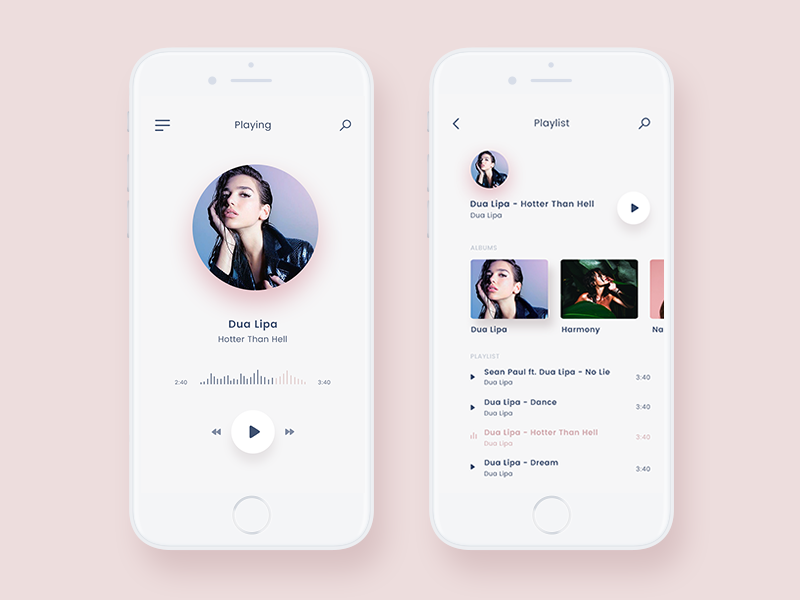 Playing
Dua Lipa
Hotter Than Hell
2:40
3:40
Playlist
Dua Lipa - Hotter Than Hell
Dua Lipa
ALBUMS
Dua Lipa
Harmony
Na
PLAYLIST
Sean Paul ft. Dua Lipa - No Lie
Dua Lipa
3:40
Dua Lipa - Dance
Dua Lipa
3:40
Dua Lipa - Hotter Than Hell
Dua Lipa
3:40
Dua Lipa - Dream
Dua Lipa
3:40